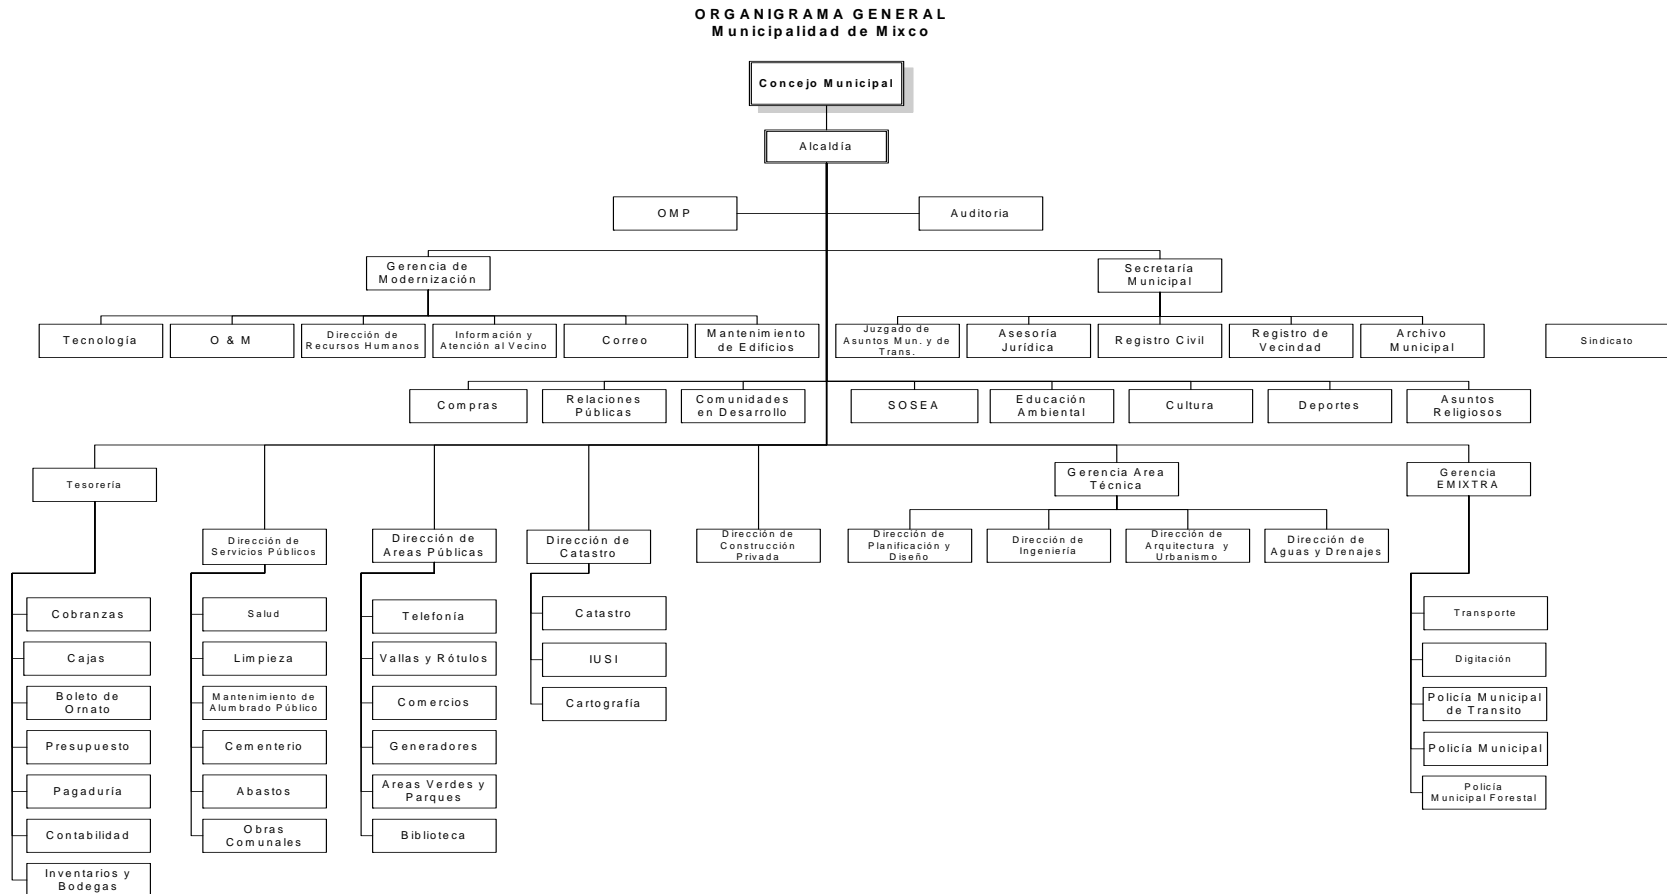 ORGANIGRAMA GENERAL
Municipalidad de Mixco
Concejo Municipal
Alcaldía
OMP
Auditoria
Gerencia de
Modernización
Secretaría
Municipal
Tecnología
O & M
Dirección de
Recursos Humanos
Información y
Atención al Vecino
Correo
Mantenimiento
de Edificios
Juzgado de
Asuntos Mun. y de
Trans.
Asesoría
Jurídica
Registro Civil
Registro de
Vecindad
Archivo
Municipal
Sindicato
Compras
Relaciones
Públicas
Comunidades
en Desarrollo
SOSEA
Educación
Ambiental
Cultura
Deportes
Asuntos
Religiosos
Tesorería
Gerencia Area
Técnica
Gerencia
EMIXTRA
Dirección de
Servicios Públicos
Dirección de
Areas Públicas
Dirección de
Catastro
Dirección de
Construcción
Privada
Dirección de
Planificación y
Diseño
Dirección de
Ingeniería
Dirección de
Arquitectura y
Urbanismo
Dirección de
Aguas y Drenajes
Cobranzas
Salud
Telefonía
Catastro
Transporte
Cajas
Limpieza
Vallas y Rótulos
IUSI
Digitación
Boleto de
Ornato
Mantenimiento de
Alumbrado Público
Comercios
Cartografía
Policía Municipal
de Transito
Presupuesto
Cementerio
Generadores
Policía Municipal
Pagaduría
Abastos
Areas Verdes y
Parques
Policía
Municipal Forestal
Contabilidad
Obras
Comunales
Biblioteca
Inventarios y
Bodegas